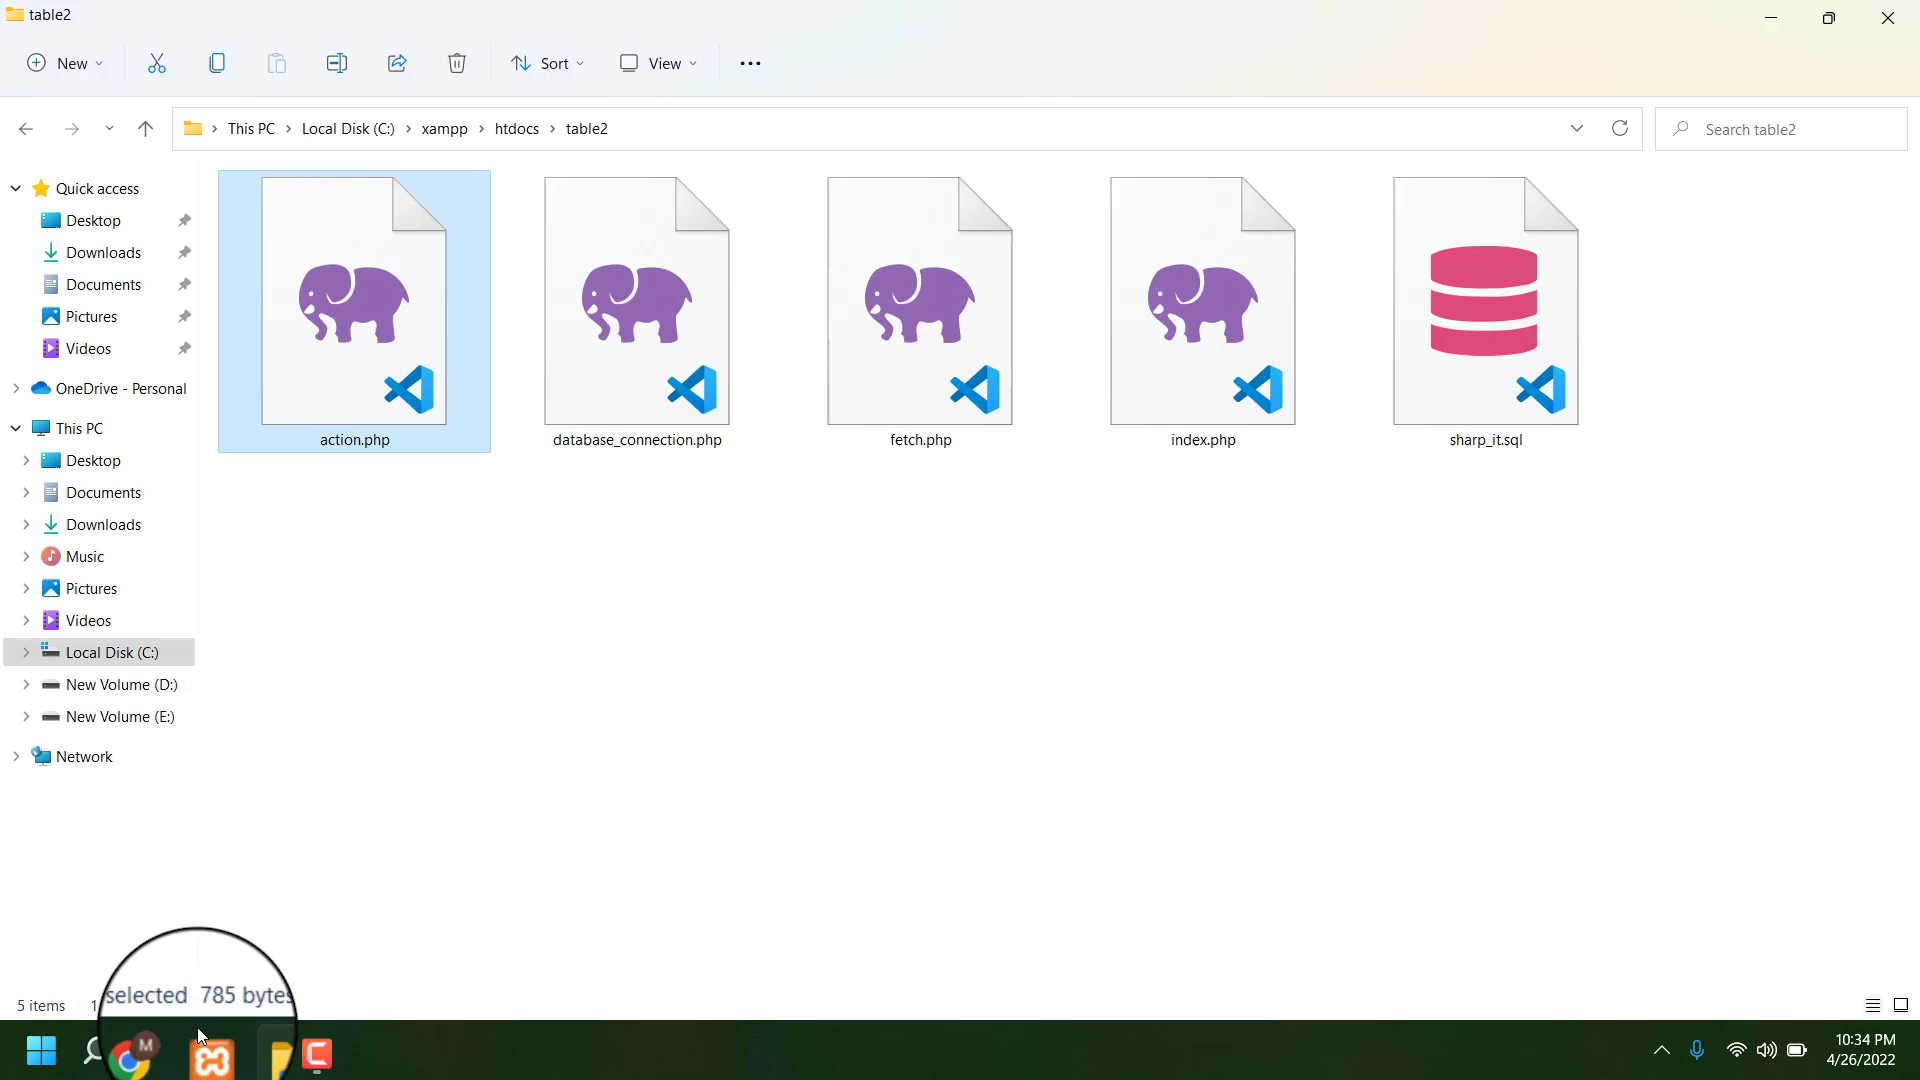 table2
New
Sort
View
This PC
Local Disk (C:)
xampp
htdocs
table2
Search table2
Quick access
Desktop
Downloads
Documents
Pictures
Videos
OneDrive - Personal
This PC
Desktop
Documents
Downloads
Music
Pictures
Videos
Local Disk (C:)
New Volume (D:)
New Volume (E:)
Network
action.php
database_connection.php
fetch.php
index.php
sharp_it.sql
5 items 1 selected 785 bytes
M
10:34 PM
4/26/2022